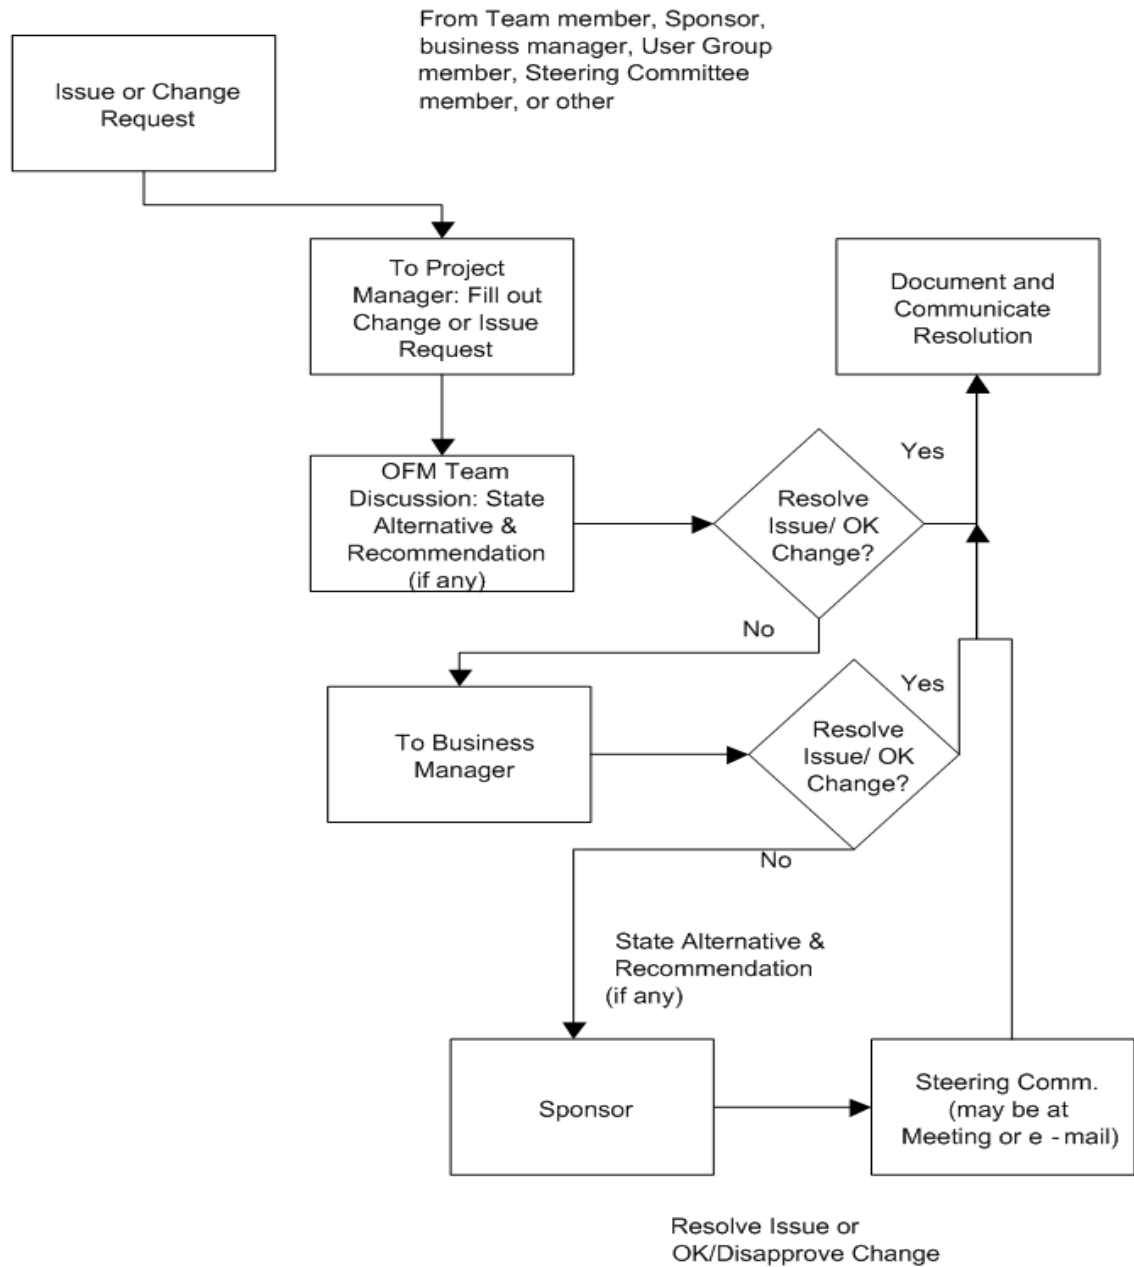 From Team member, Sponsor,
business manager, User Group
member, Steering Committee
member, or other
Issue or Change
Request
To Project
Manager: Fill out
Change or Issue
Request
Document and
Communicate
Resolution
OFM Team
Discussion: State
Alternative &
Recommendation
(if any)
Resolve
Issue/ OK
Change?
Yes
No
To Business
Manager
Resolve
Issue/ OK
Change?
Yes
No
State Alternative &
Recommendation
(if any)
Sponsor
Steering Comm.
(may be at
Meeting or e - mail)
Resolve Issue or
OK/Disapprove Change